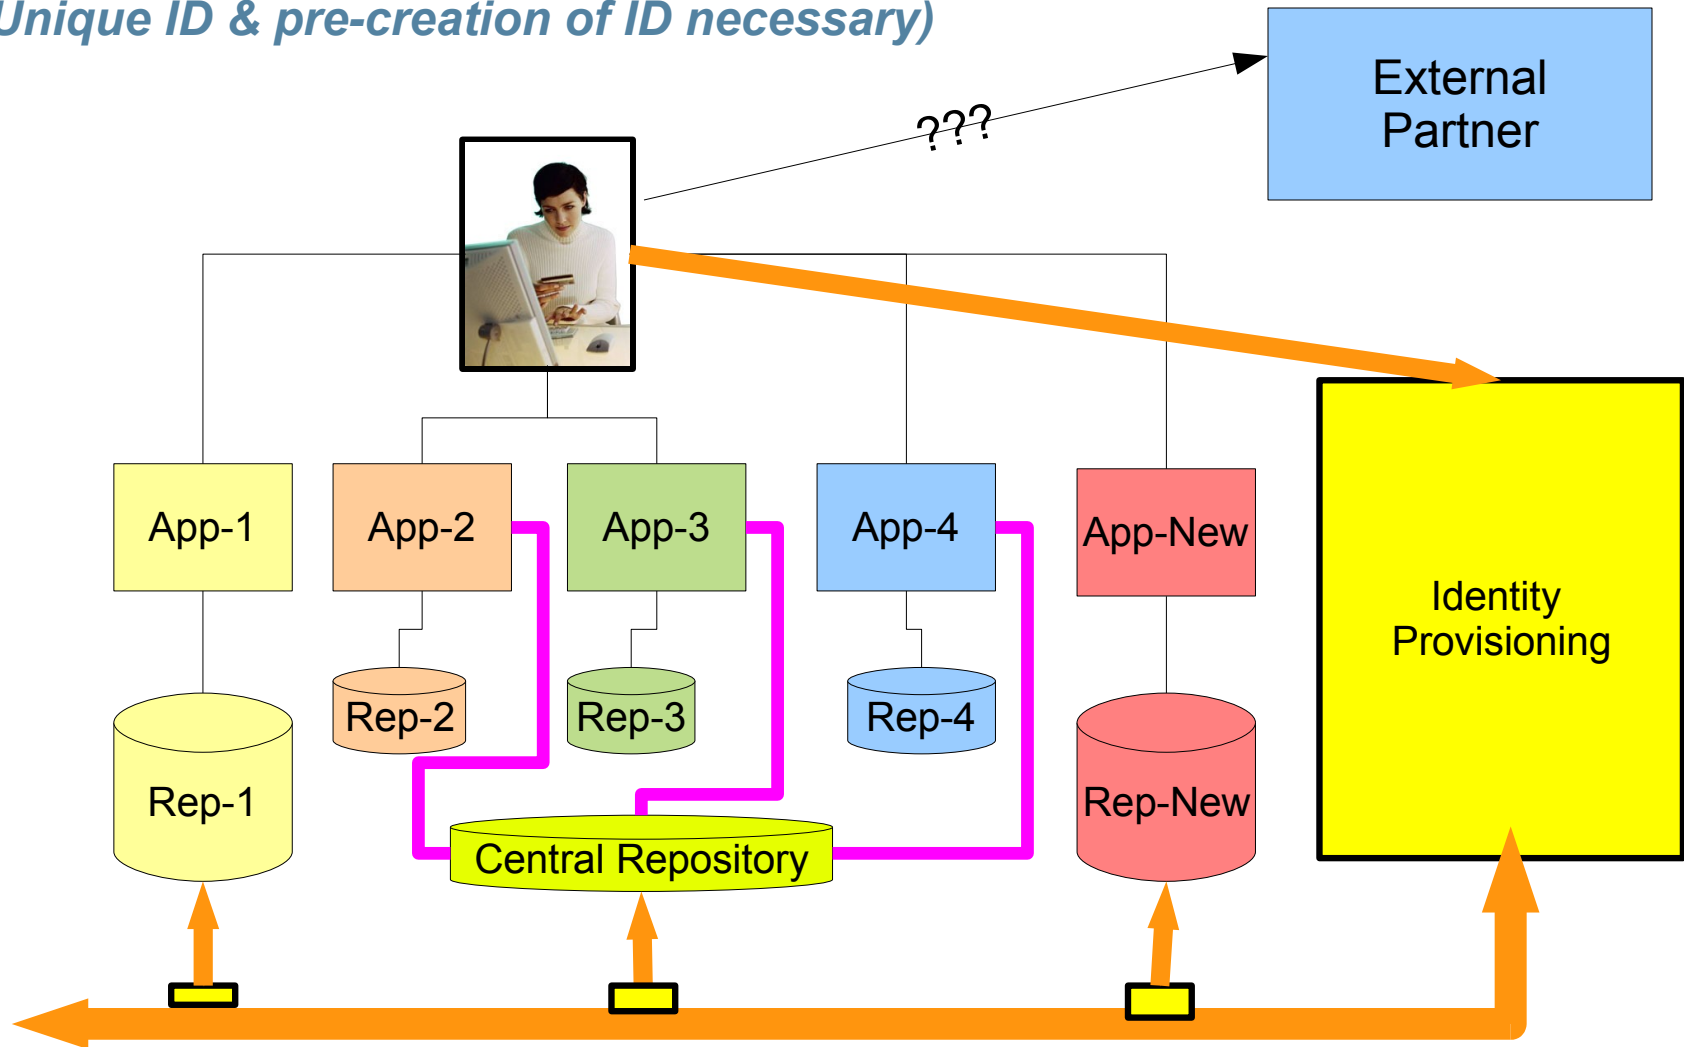 Unique ID & pre-creation of ID necessary)
External
Partner
???
App-1
App-2
App-3
App-4
App-New
Identity
Provisioning
Rep-2
Rep-3
Rep-4
Rep-1
Rep-New
Central Repository